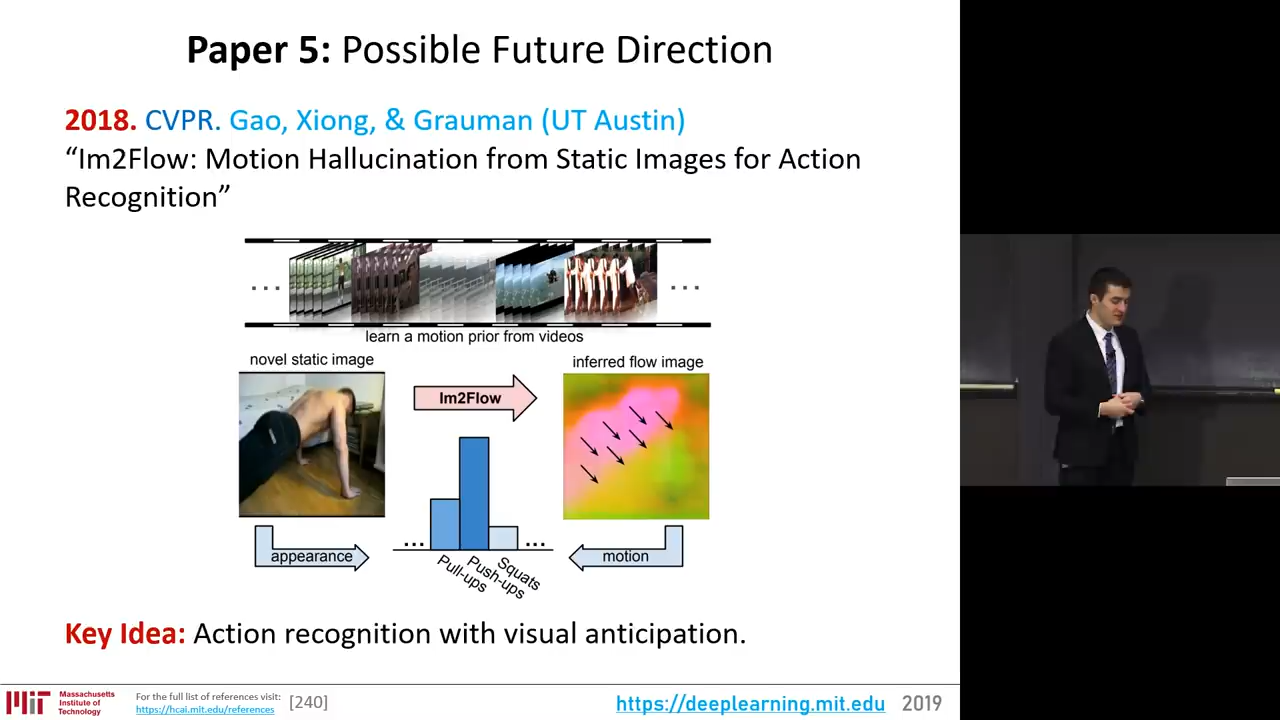 Paper 5: Possible Future Direction
2018. CVPR. Gao, Xiong, & Grauman (UT Austin)
“Im2Flow: Motion Hallucination from Static Images for Action
Recognition”
... ...
learn a motion prior from videos
novel static image
inferred flow image
Im2Flow
... ...
appearance
motion
Pull-ups
Push-ups
Squats
Key Idea: Action recognition with visual anticipation.
Massachusetts
Institute of
Technology
For the full list of references visit:
https://hcai.mit.edu/references
[240]
https://deeplearning.mit.edu 2019